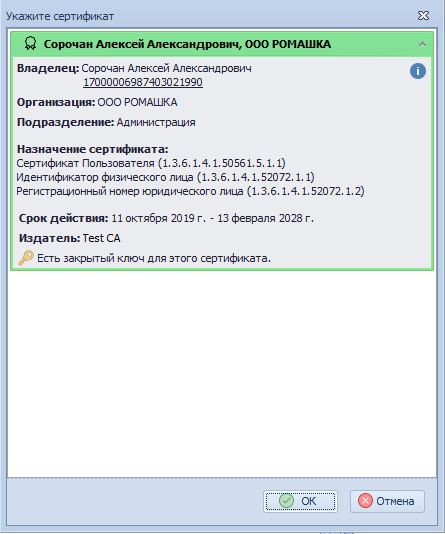 Укажите сертификат
Сорочан Алексей Александрович, ООО РОМАШКА
Владелец: Сорочан Алексей Александрович
17000006987403021990
Организация: ООО РОМАШКА
Подразделение: Администрация
Назначение сертификата:
Сертификат Пользователя (1.3.6.1.4.1.50561.5.1.1)
Идентификатор физического лица (1.3.6.1.4.1.52072.1.1)
Регистрационный номер юридического лица (1.3.6.1.4.1.52072.1.2)
Срок действия: 11 октября 2019 г. - 13 февраля 2028 г.
Издатель: Test CA
Есть закрытый ключ для этого сертификата.
OK
Отмена